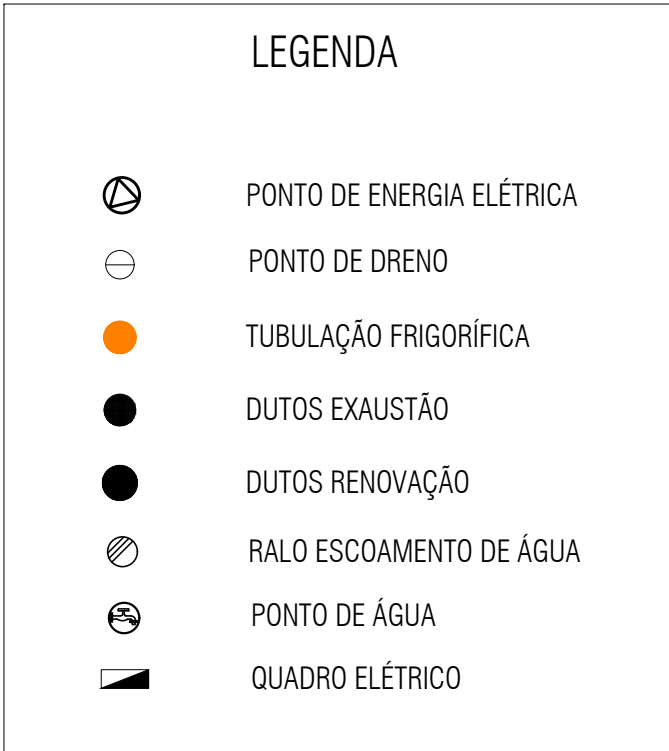 LEGENDA
PONTO DE ENERGIA ELÉTRICA
PONTO DE DRENO
TUBULAÇÃO FRIGORÍFICA
DUTOS EXAUSTÃO
DUTOS RENOVAÇÃO
RALO ESCOAMENTO DE ÁGUA
PONTO DE ÁGUA
QUADRO ELÉTRICO